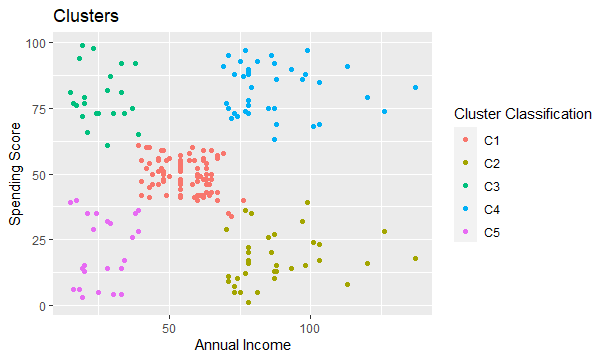 Clusters
100
75
50
25
0
Spending Score
50
100
Annual Income
Cluster Classification
C1
C2
C3
C4
C5